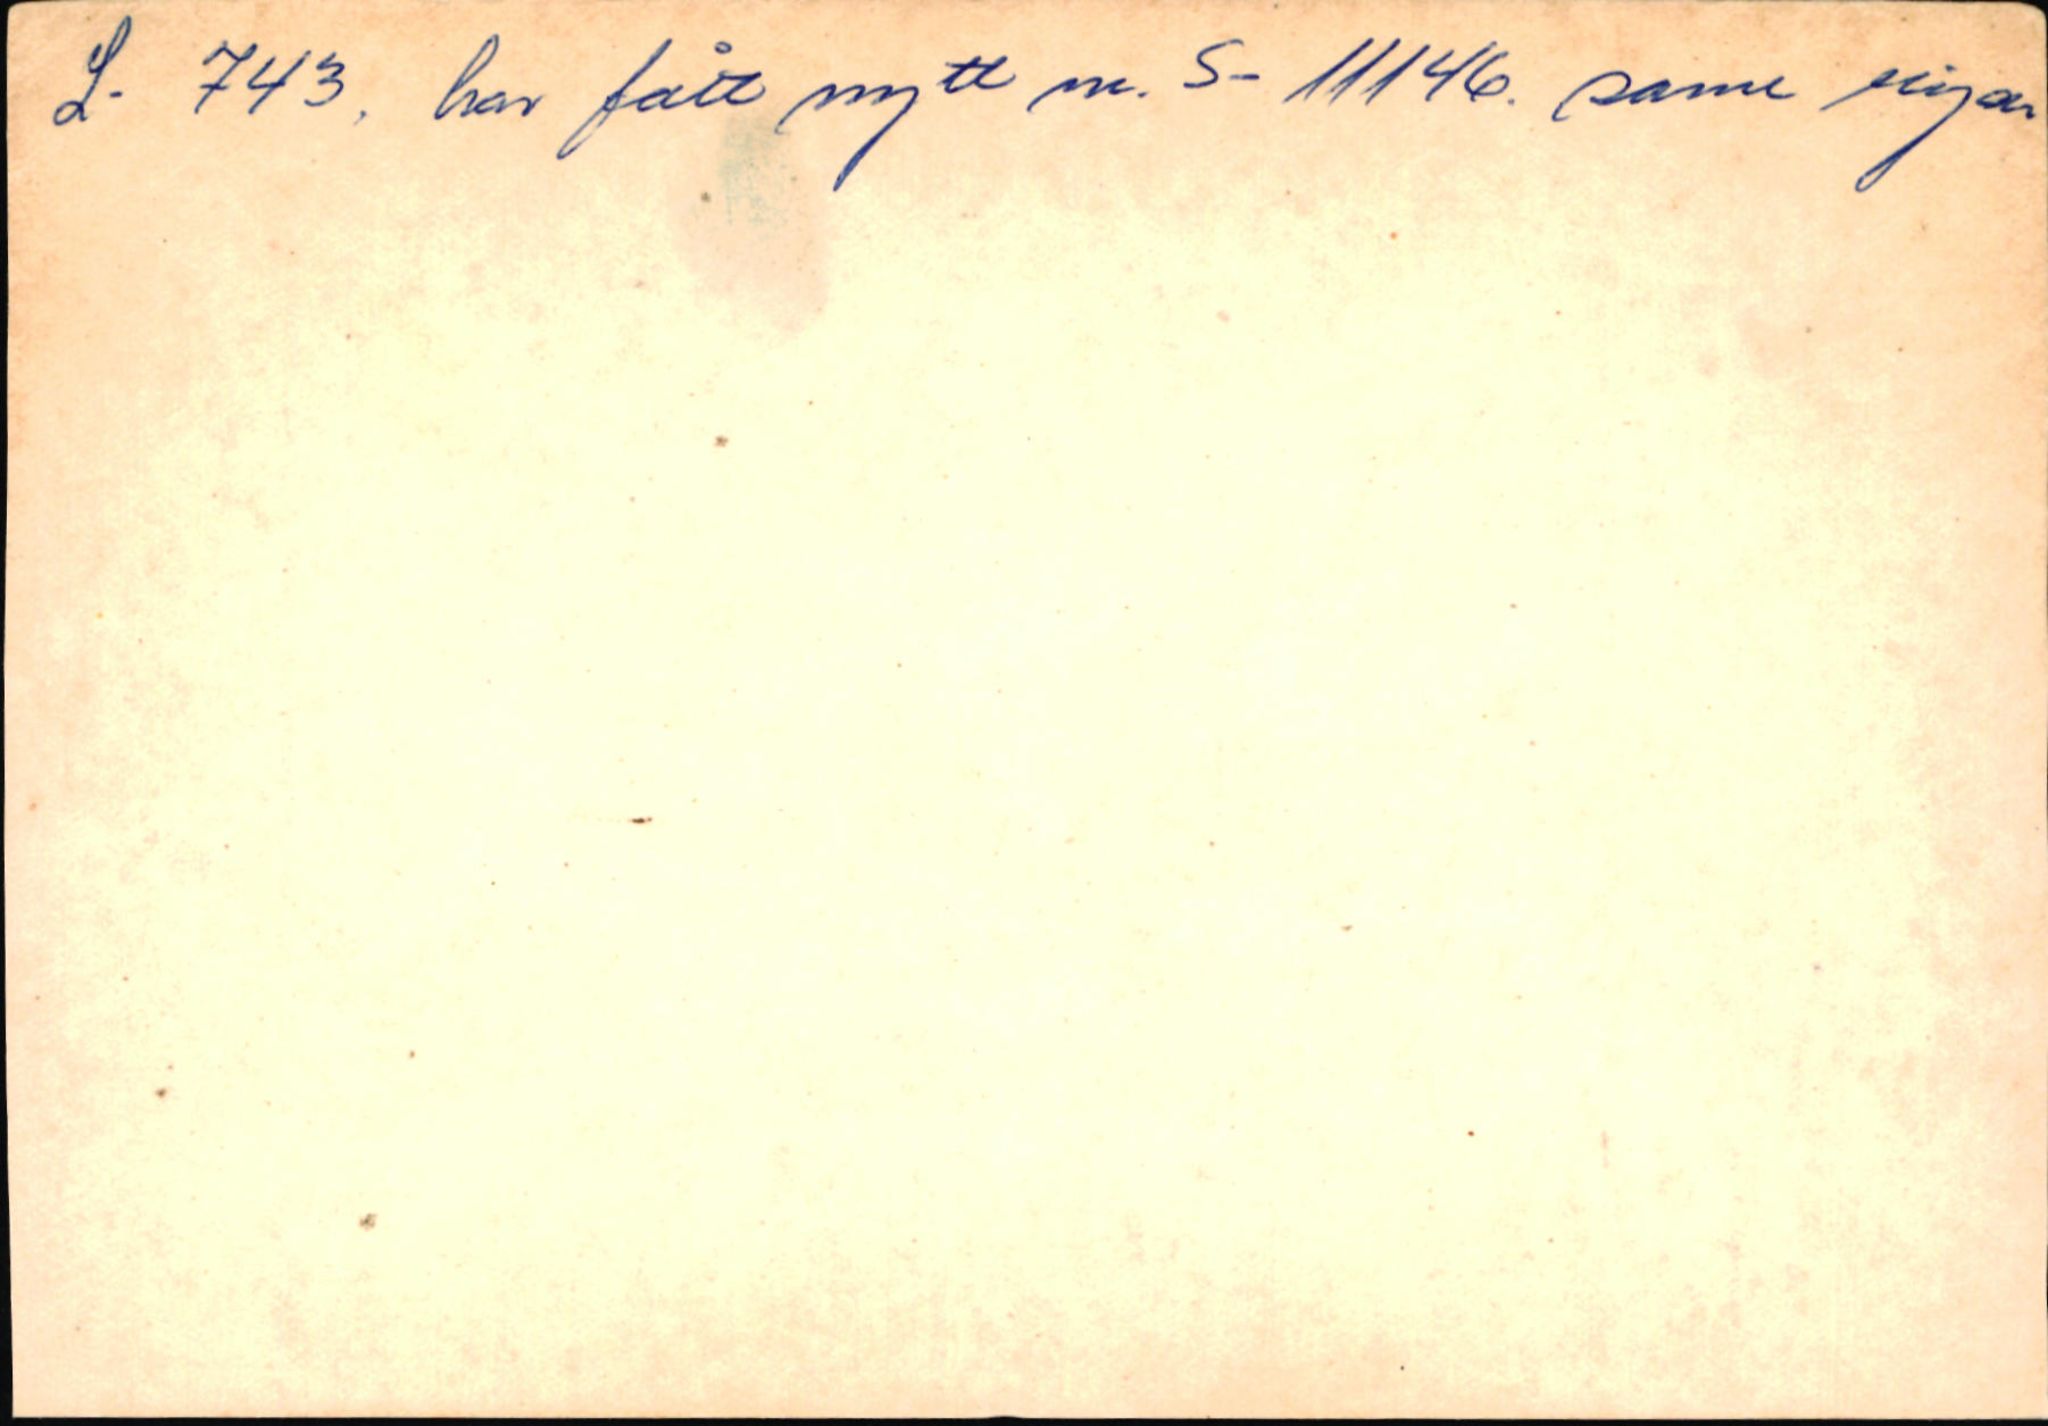 L- 743, har fått nytt nr. S- 11146. same eigar